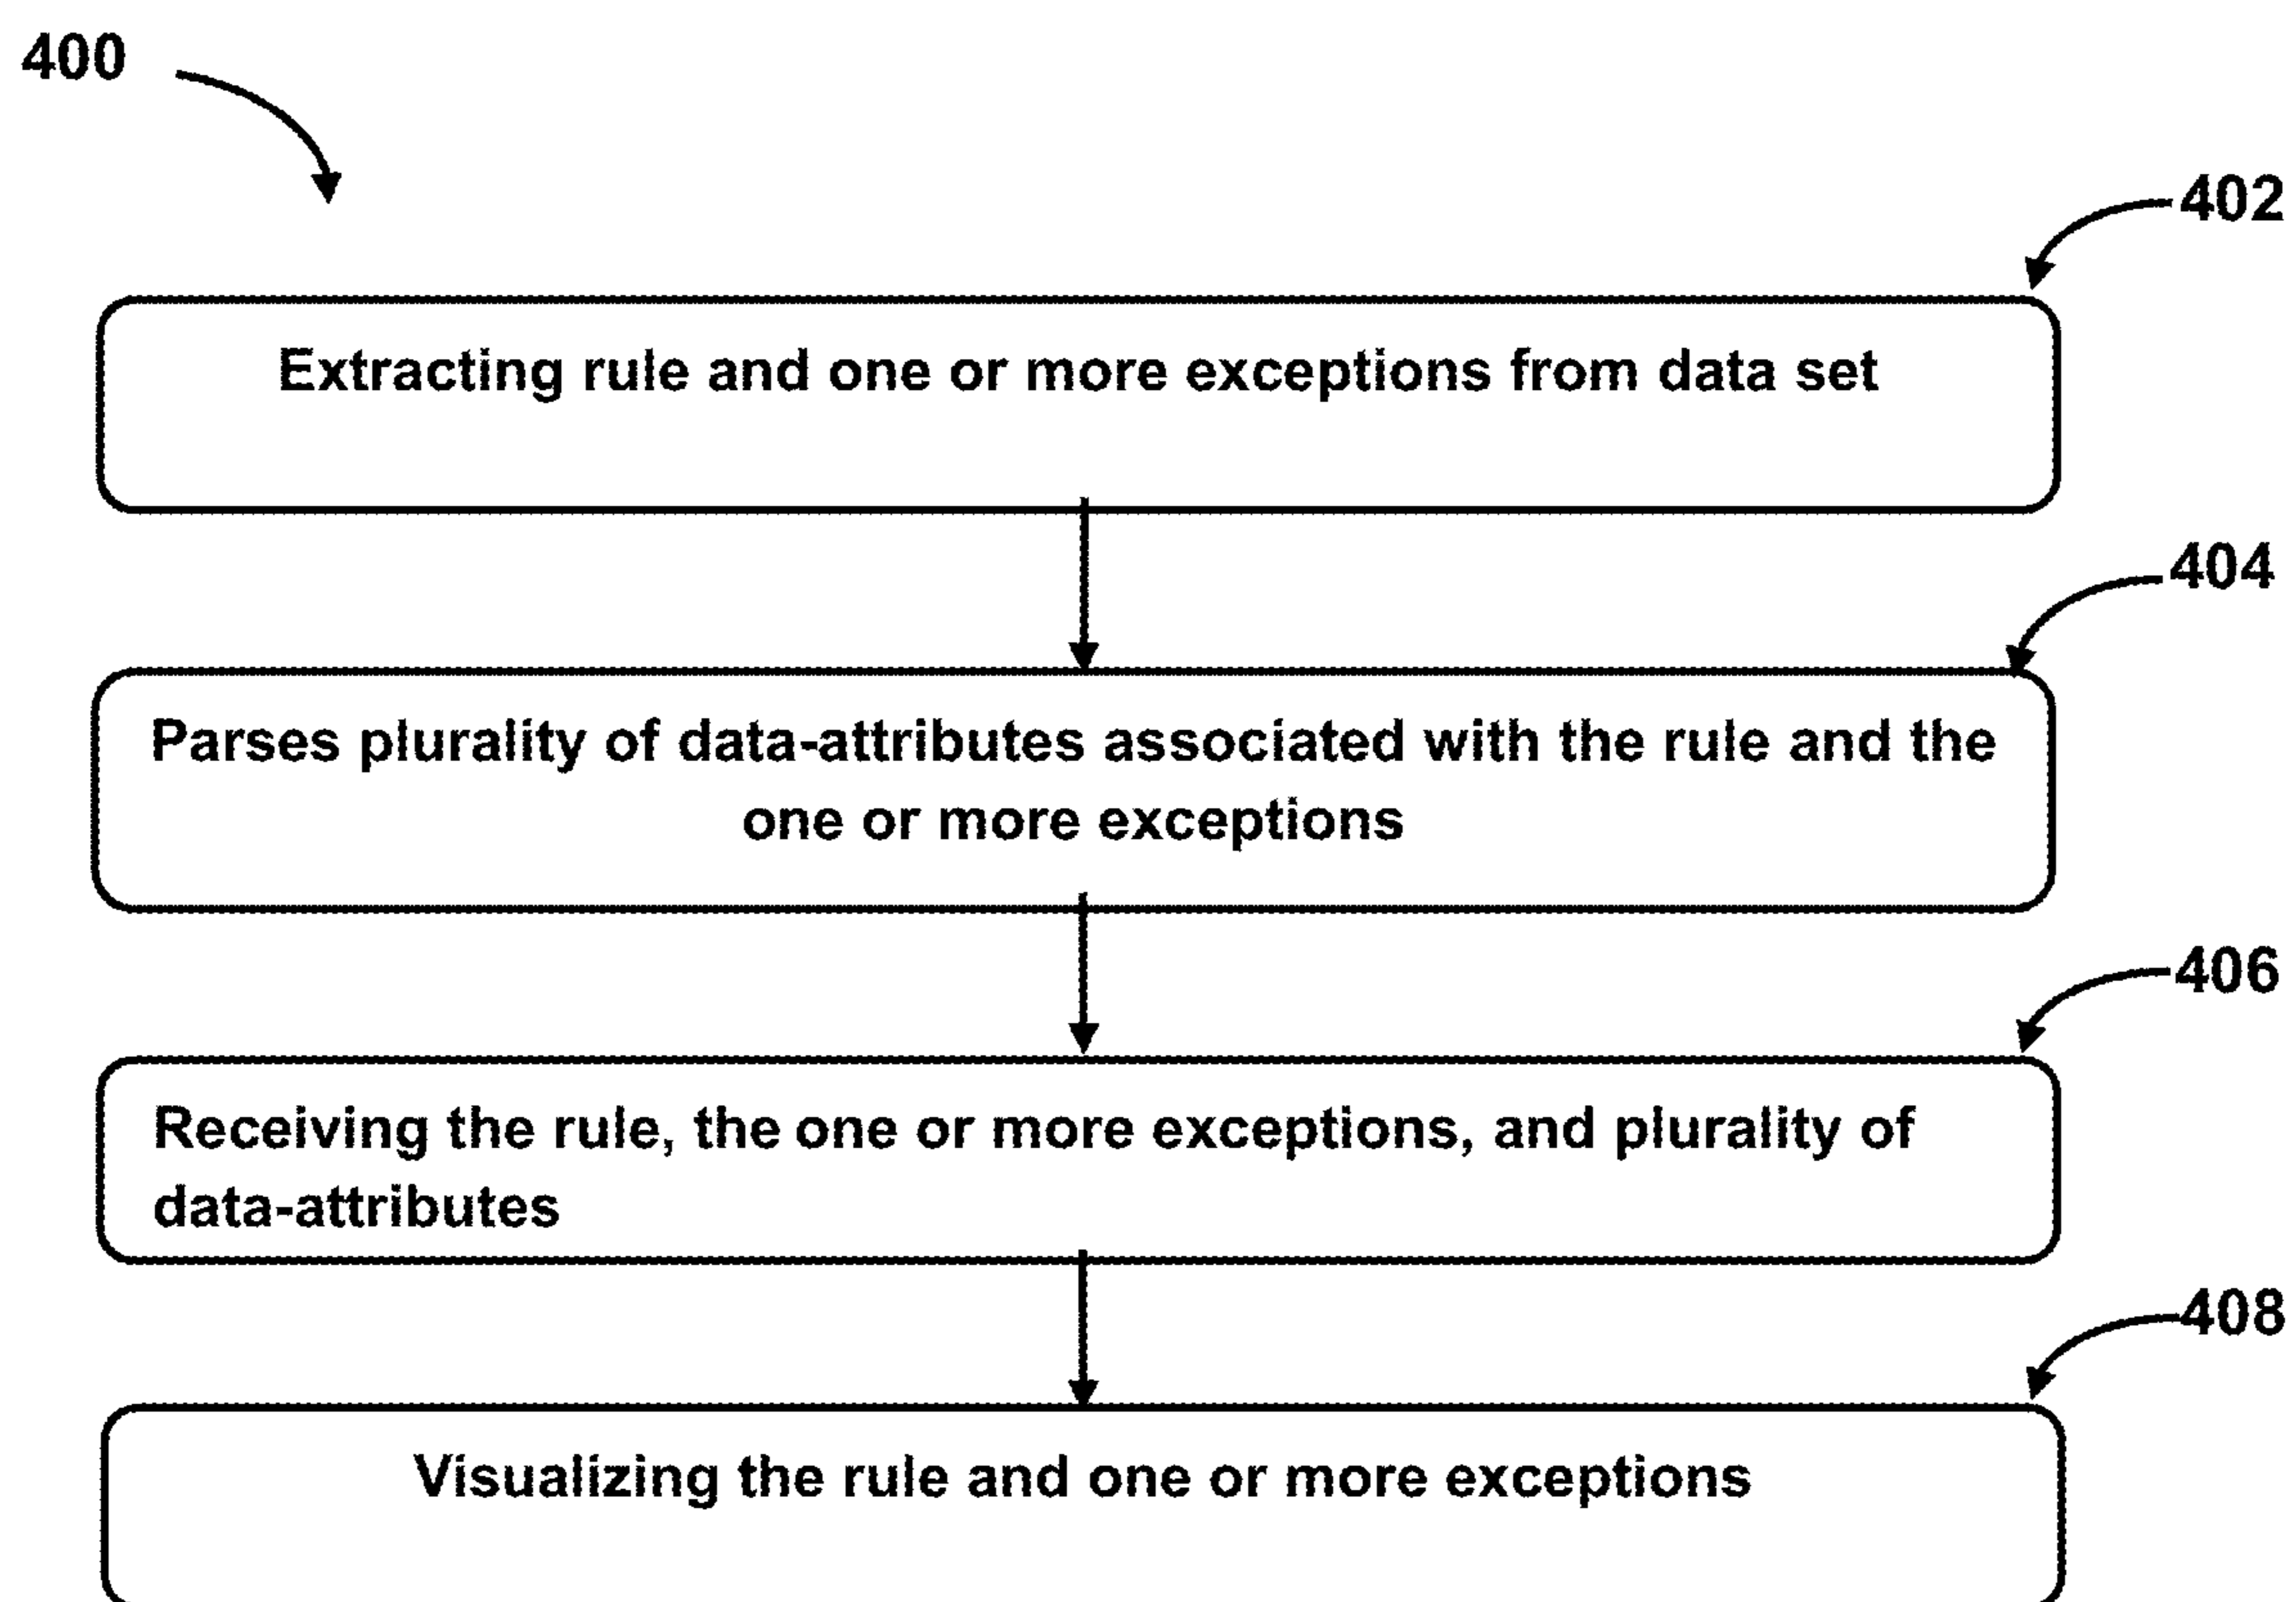 400
402
Extracting rule and one or more exceptions from data set
404
Parses plurality of data-attributes associated with the rule and the
one or more exceptions
406
Receiving the rule, the one or more exceptions, and plurality of
data-attributes
408
Visualizing the rule and one or more exceptions